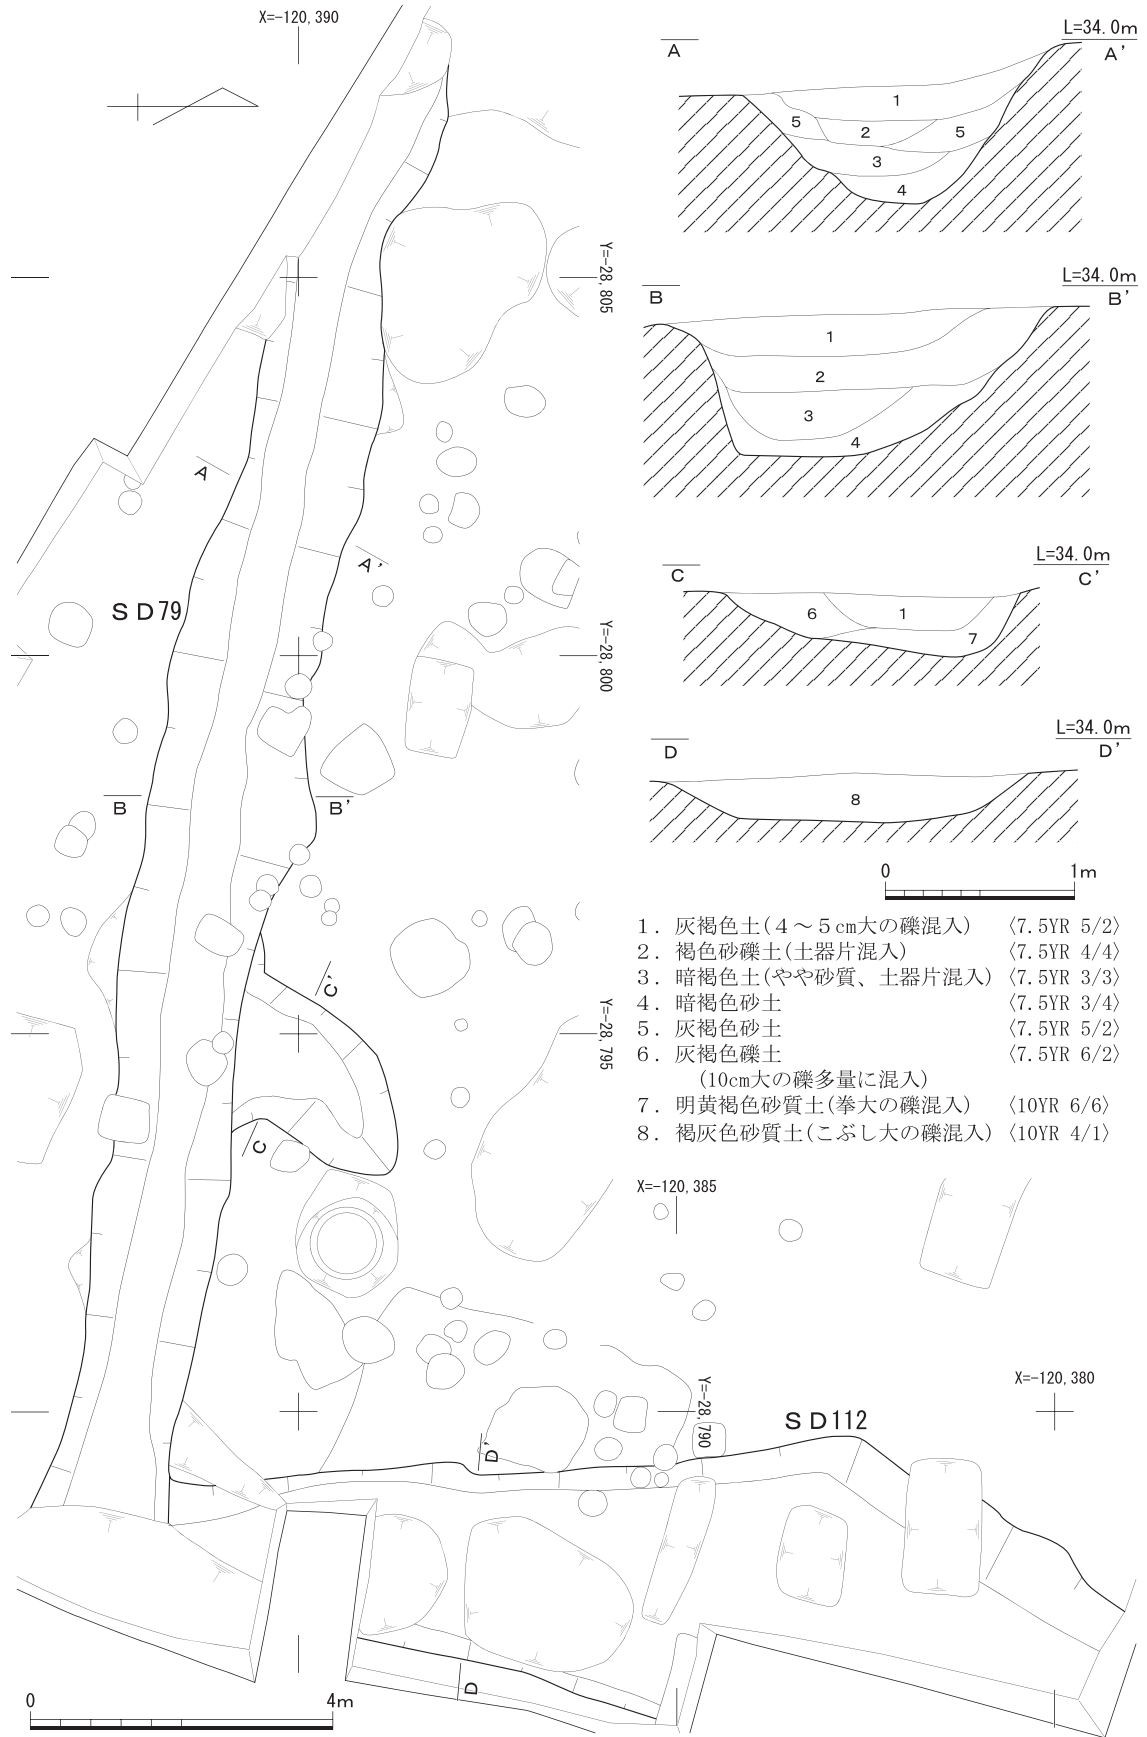 X=-120,390
A
L=34.0m
A'
1
5
2
5
3
4
Y=-28,805
B
L=34.0m
B'
1
2
3
4
A
A'
SD79
C
L=34.0m
C'
6
1
7
Y=-28,800
D
L=34.0m
D'
8
B
B'
0
1m
1. 灰褐色土(4～5cm大の礫混入) 〈7.5YR 5/2〉
2. 褐色砂礫土(土器片混入) 〈7.5YR 4/4〉
3. 暗褐色土(やや砂質、土器片混入) 〈7.5YR 3/3〉
4. 暗褐色砂土 〈7.5YR 3/4〉
5. 灰褐色砂土 〈7.5YR 5/2〉
6. 灰褐色礫土 〈7.5YR 6/2〉
(10cm大の礫多量に混入)
7. 明黄褐色砂質土(拳大の礫混入) 〈10YR 6/6〉
8. 褐灰色砂質土(こぶし大の礫混入) 〈10YR 4/1〉
C'
Y=-28,795
C
X=-120,385
X=-120,380
Y=-28,790
SD112
D'
D
0
4m